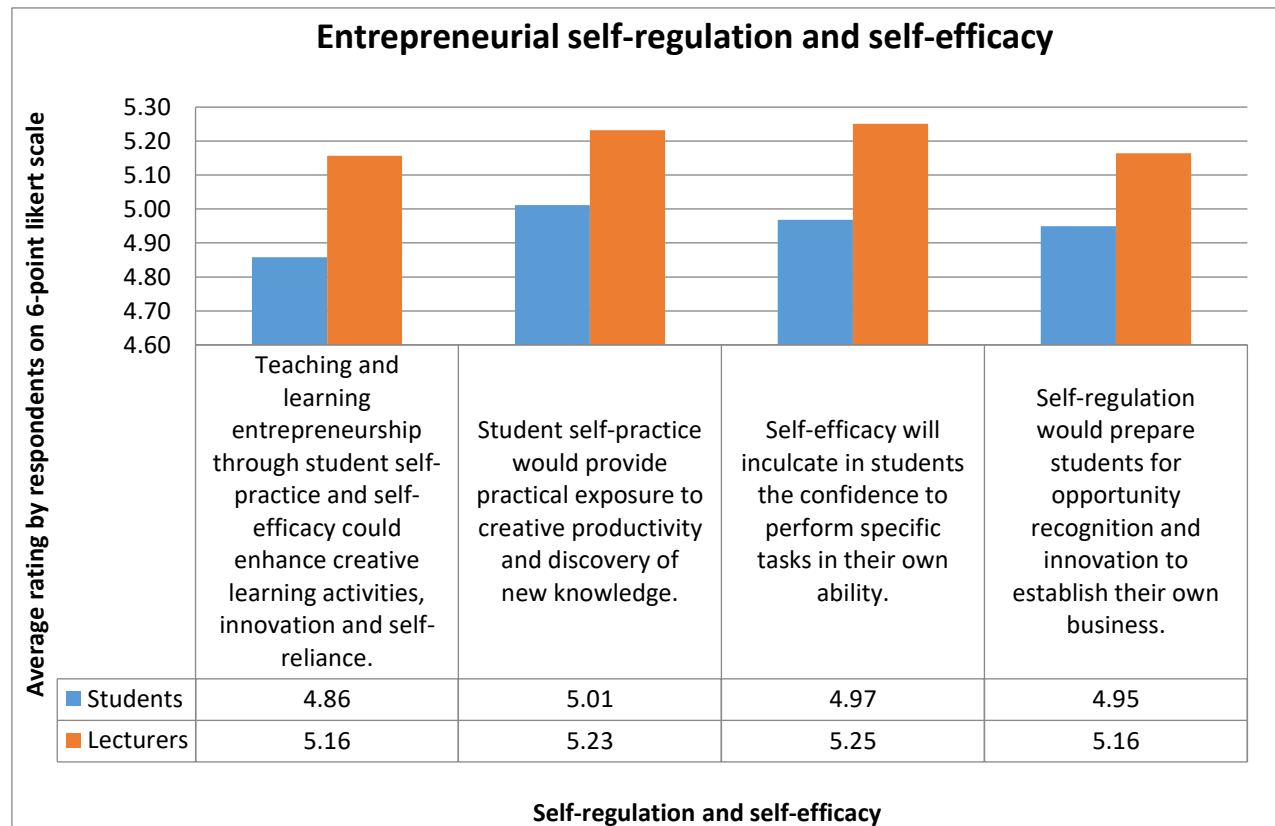 Entrepreneurial self-regulation and self-efficacy
Average rating by respondents on 6-point likert scale
5.30
5.20
5.10
5.00
4.90
4.80
4.70
4.60
Teaching and
learning
entrepreneurship
through student self-
practice and self-
efficacy could
enhance creative
learning activities,
innovation and self-
reliance.
Student self-practice
would provide
practical exposure to
creative productivity
and discovery of
new knowledge.
Self-efficacy will
inculcate in students
the confidence to
perform specific
tasks in their own
ability.
Self-regulation
would prepare
students for
opportunity
recognition and
innovation to
establish their own
business.
Students 4.86 5.01 4.97 4.95
Lecturers 5.16 5.23 5.25 5.16
Self-regulation and self-efficacy